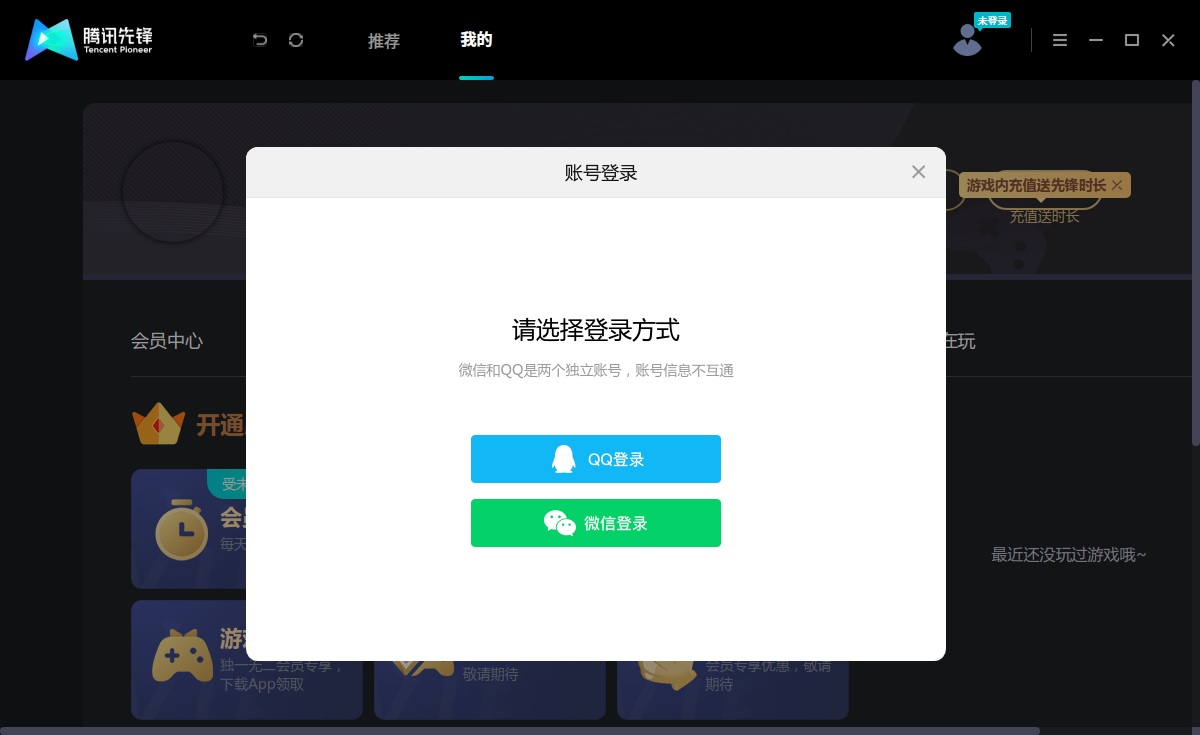 腾讯先锋
Tencent Pioneer
推荐
我的
未登录
账号登录
游戏内充值送先锋时长
充值送时长
请选择登录方式
微信和QQ是两个独立账号，账号信息不互通
QQ登录
微信登录
会员中心
在玩
开通
受
会
每天
最近还没玩过游戏哦~
游
独一无二会员专享，
下载App领取
敬请期待
会员专享优惠，敬请
期待